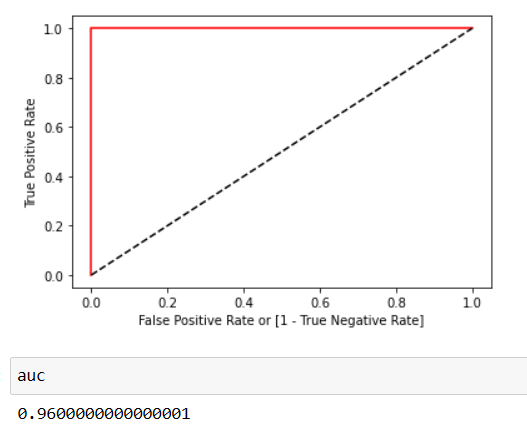 1.0
0.8
0.6
0.4
0.2
0.0
True Positive Rate
0.0 0.2 0.4 0.6 0.8 1.0
False Positive Rate or [1 - True Negative Rate]
auc
0.9600000000000001